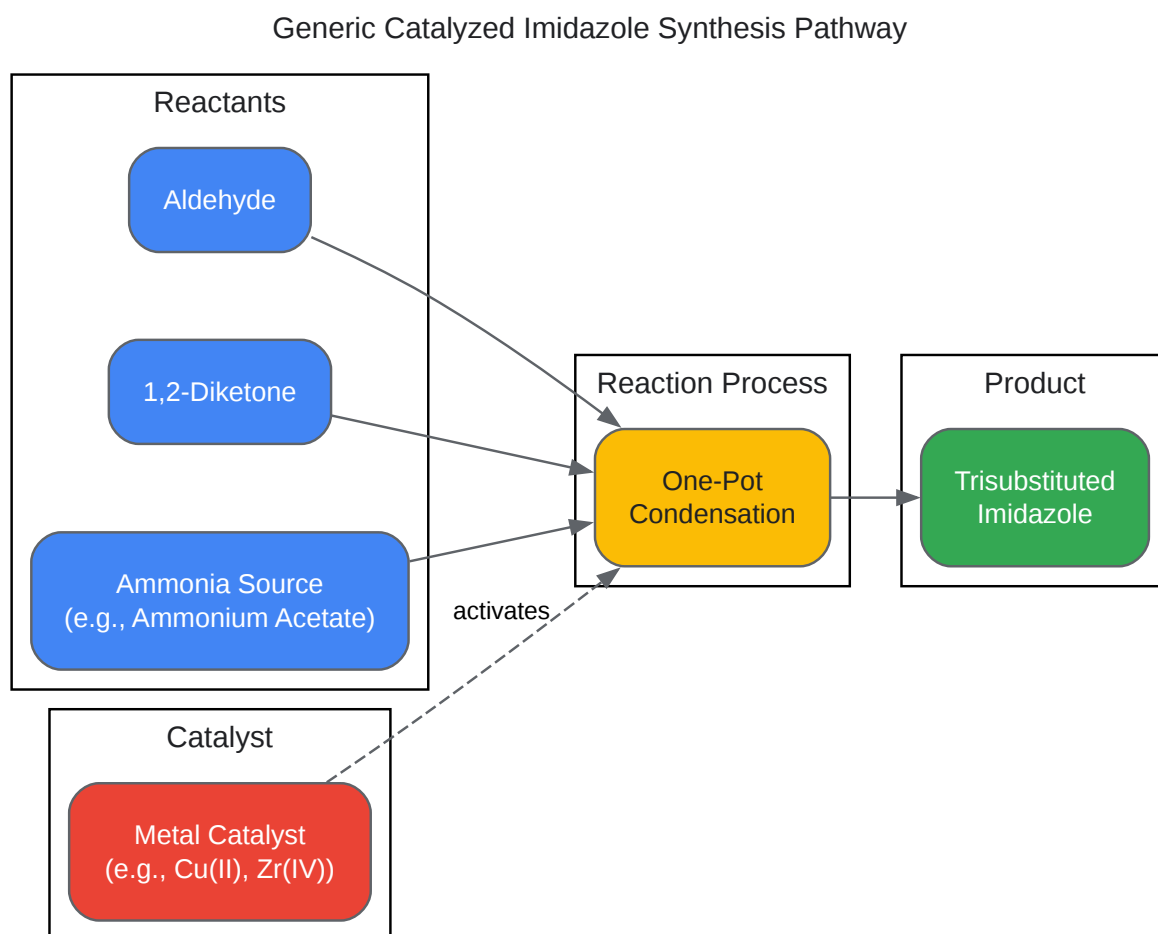 Generic Catalyzed Imidazole Synthesis Pathway
Reactants
Aldehyde
1,2-Diketone
Ammonia Source
(e.g., Ammonium Acetate)
Reaction Process
One-Pot
Condensation
Product
Trisubstituted
Imidazole
activates
Catalyst
Metal Catalyst
(e.g., Cu(II), Zr(IV))